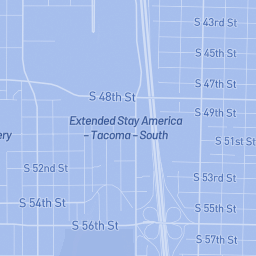 S 43rd St
S 45th St
S 47th St
S 48th St
S 49th St
Extended Stay America
– Tacoma – South
ery
S 51st St
S 52nd St
S 53rd St
S 54th St
S 55th St
S 56th St
S 57th St